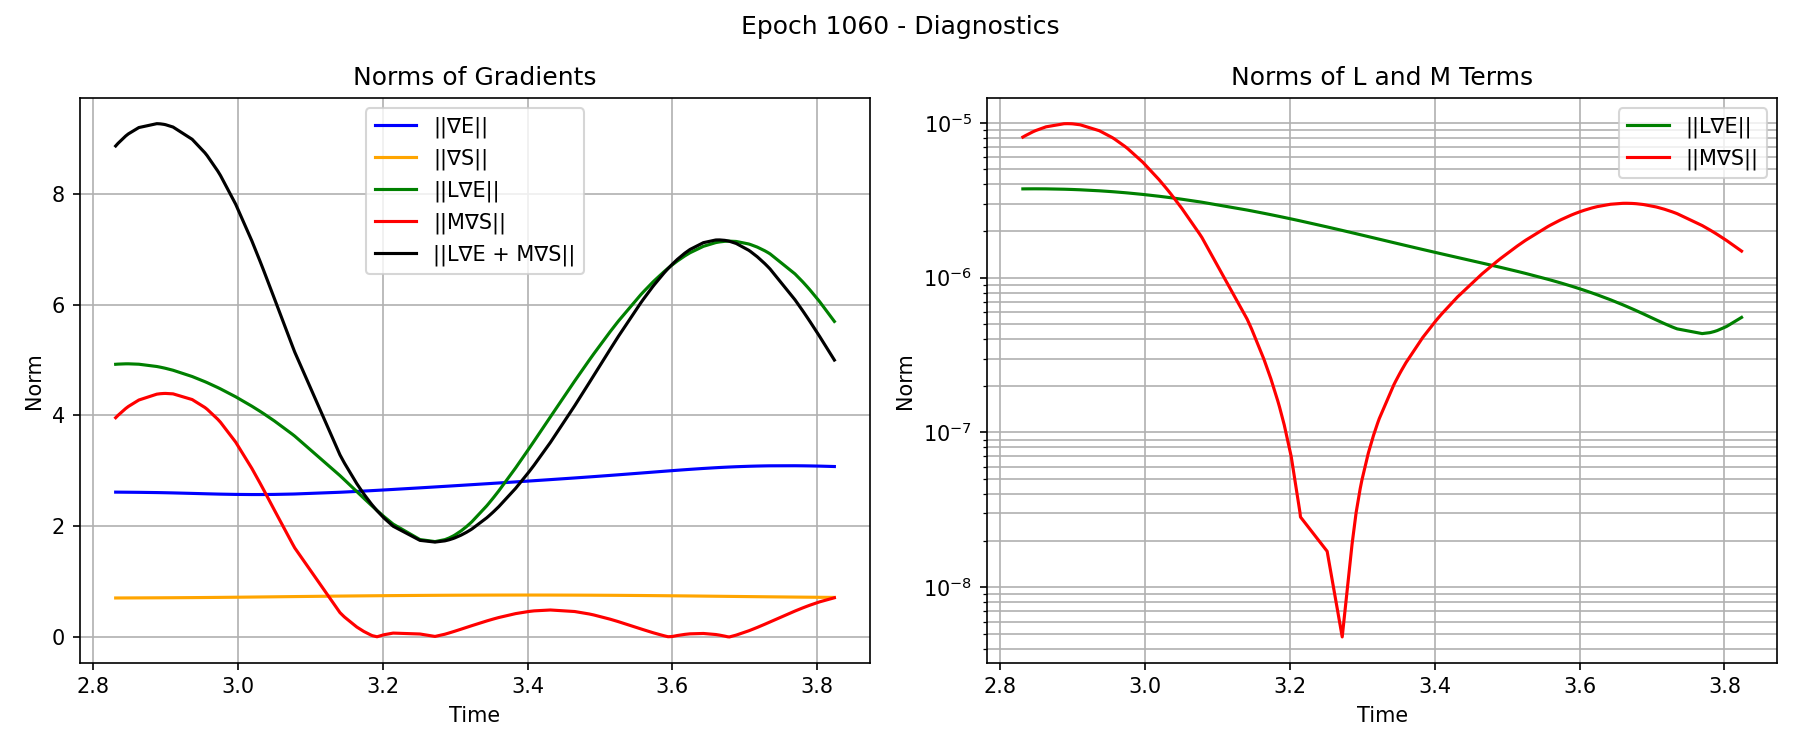 Epoch 1060 - Diagnostics
Norms of Gradients
||∇E||
||∇S||
||L∇E||
||M∇S||
||L∇E + M∇S||
8
6
4
2
0
Norm
2.8 3.0 3.2 3.4 3.6 3.8
Time
Norms of L and M Terms
||L∇E||
||M∇S||
10⁻⁵
10⁻⁶
10⁻⁷
10⁻⁸
Norm
2.8 3.0 3.2 3.4 3.6 3.8
Time